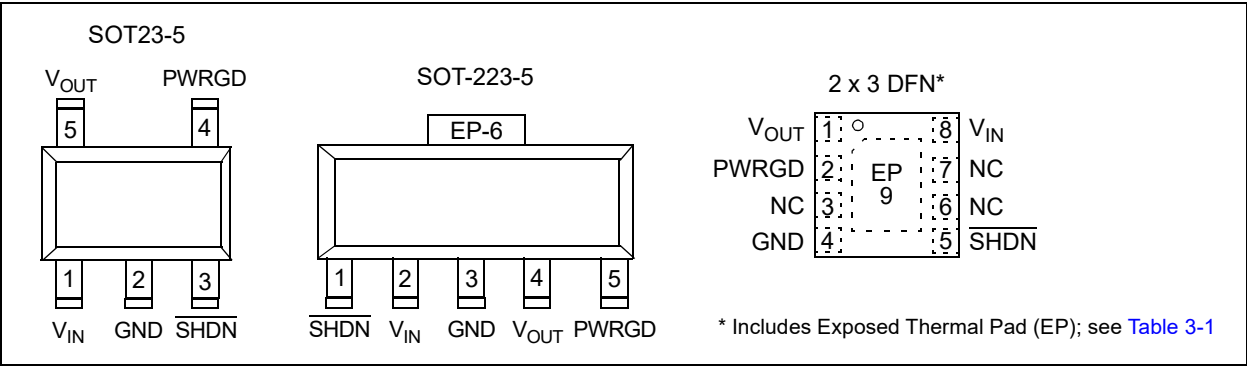 SOT23-5
VOUT PWRGD
5 4
1 2 3
VIN GND SHDN
SOT-223-5
EP-6
1 2 3 4 5
SHDN VIN GND VOUT PWRGD
2 x 3 DFN*
VOUT 1 8 VIN
PWRGD 2 EP 7 NC
NC 3 9 6 NC
GND 4 5 SHDN
* Includes Exposed Thermal Pad (EP); see Table 3-1